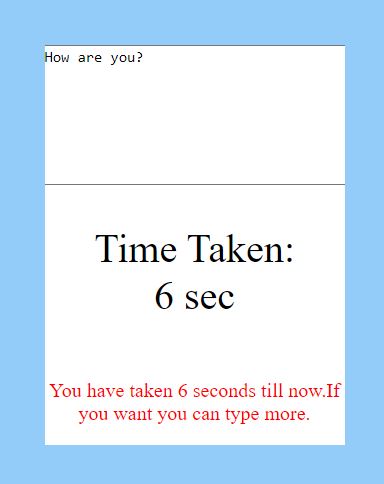 How are you?
Time Taken:
6 sec
You have taken 6 seconds till now.If
you want you can type more.